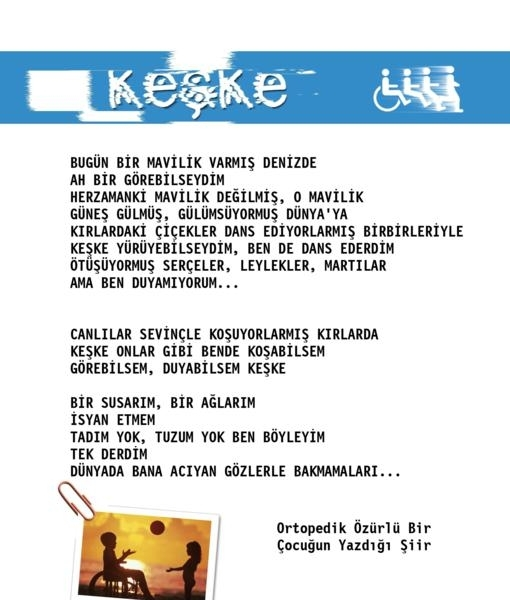 keşke
BUGÜN BİR MAVİLİK VARMIŞ DENİZDE
AH BİR GÖREBİLSEYDİM
HERZAMANKİ MAVİLİK DEĞİLMİŞ, O MAVİLİK
GÜNEŞ GÜLMÜŞ, GÜLÜMSÜYORMUŞ DÜNYA'YA
KIRLARDAKİ ÇİÇEKLER DANS EDİYORLARMIŞ BİRBİRLERİYLE
KEŞKE YÜRÜYEBİLSEYDİM, BEN DE DANS EDERDİM
ÖTÜŞÜYORMUŞ SERÇELER, LEYLEKLER, MARTILAR
AMA BEN DUYAMIYORUM...
CANLILAR SEVİNÇLE KOŞUYORLARMIŞ KIRLARDA
KEŞKE ONLAR GİBİ BENDE KOŞABİLSEM
GÖREBİLSEM, DUYABİLSEM KEŞKE
BİR SUSARIM, BİR AĞLARIM
İSYAN ETMEM
TADIM YOK, TUZUM YOK BEN BÖYLEYİM
TEK DERDİM
DÜNYADA BANA ACIYAN GÖZLERLE BAKMAMALARI...
Ortopedik Özürlü Bir
Çocuğun Yazdığı Şiir